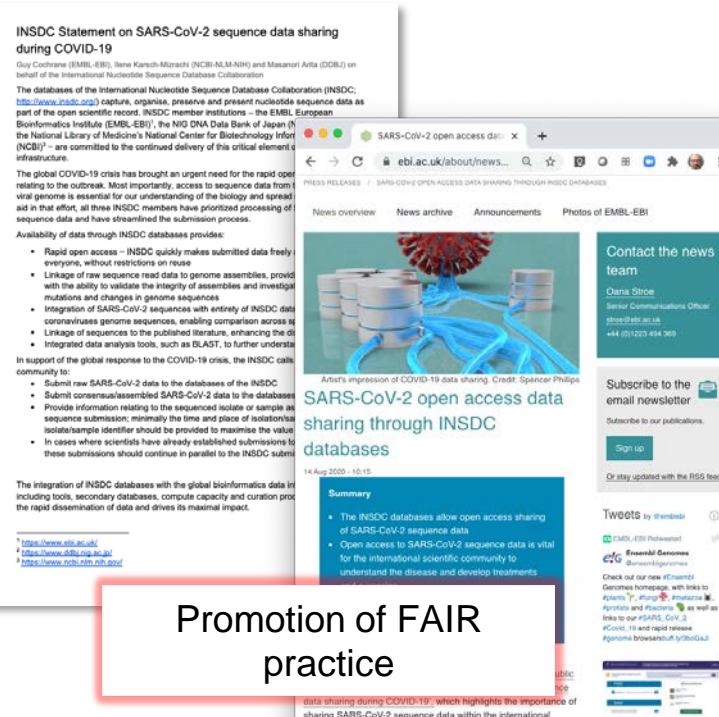 INSDC Statement on SARS-CoV-2 sequence data sharing
during COVID-19
Guy Cochrane (EMBL-EBI), Ilene Karsch-Mizrachi (NCBI-NLM-NIH) and Masanori Arita (DDBJ) on
behalf of the International Nucleotide Sequence Database Collaboration
The databases of the International Nucleotide Sequence Database Collaboration (INSDC;
http://www.insdc.org/) capture, organise, preserve and present nucleotide sequence data as
part of the open scientific record. INSDC member institutions – the EMBL European
Bioinformatics Institute (EMBL-EBI)¹, the NIG DNA Data Bank of Japan
the National Library of Medicine's National Center for Biotechnology
(NCBI)³ – are committed to the continued delivery of this critical element
infrastructure.
The global COVID-19 crisis has brought an urgent need for the rapid
relating to the outbreak. Most importantly, access to sequence data from
viral genome is essential for our understanding of the biology and spread
aid in that effort, all three INSDC members have prioritized processing of
sequence data and have streamlined the submission process.
Availability of data through INSDC databases provides:
• Rapid open access – INSDC quickly makes submitted data freely
everyone, without restrictions on reuse
• Linkage of raw sequence read data to genome assemblies,
with the ability to validate the integrity of assemblies and
mutations and changes in genome sequences
• Integration of SARS-CoV-2 sequences with entirety of INSDC
coronaviruses genome sequences, enabling comparison across
• Linkage of sequences to the published literature, enhancing the
• Integrated data analysis tools, such as BLAST, to further
In support of the global response to the COVID-19 crisis, the INSDC calls
community to:
• Submit raw SARS-CoV-2 data to the databases of the INSDC
• Submit consensus/assembled SARS-CoV-2 data to the databases
• Provide information relating to the sequenced isolate or sample as
sequence submission; minimally the time and place of
isolate/sample identifier should be provided to maximise the value
• In cases where scientists have already established submissions to
these submissions should continue in parallel to the INSDC
The integration of INSDC databases with the global bioinformatics data
including tools, secondary databases, compute capacity and curation
the rapid dissemination of data and drives its maximal impact.
¹ https://www.ebi.ac.uk/
² https://www.ddbj.nig.ac.jp/
³ https://www.ncbi.nlm.nih.gov/
SARS-CoV-2 open access dat
ebi.ac.uk/about/news...
PRESS RELEASES / SARS-COV-2 OPEN ACCESS DATA SHARING THROUGH INSDC DATABASES
News overview News archive Announcements Photos of EMBL-EBI
Artist's impression of COVID-19 data sharing. Credit: Spencer Phillips
SARS-CoV-2 open access data
sharing through INSDC
databases
14 Aug 2020 - 10:15
Summary
• The INSDC databases allow open access sharing
of SARS-CoV-2 sequence data
• Open access to SARS-CoV-2 sequence data is vital
for the international scientific community to
understand the disease and develop treatments
data sharing during COVID-19', which highlights the importance of
sharing SARS-CoV-2 sequence data within the international
Contact the news
team
Oana Stroe
Senior Communications Officer
stroe@ebi.ac.uk
+44 (0)1223 494 369
Subscribe to the
email newsletter
Subscribe to our publications.
Sign up
Or stay updated with the RSS feed
Tweets by @emblebi
EMBL-EBI Retweeted
Ensembl Genomes
@ensemblgenomes
Check out our new #Ensembl
Genomes homepage, with links to
#plants, #fungi, #metazoa,
#protists and #bacteria as well as
links to our #SARS_CoV_2
#Covid_19 and rapid release
#genome browsers
Promotion of FAIR
practice